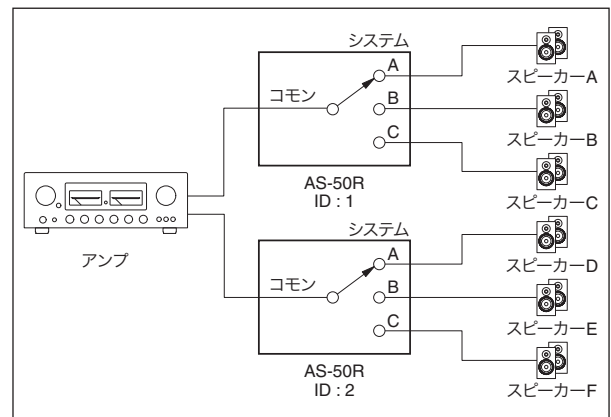 システム
A
スピーカーA
コモン
B
スピーカーB
C
スピーカーC
AS-50R
ID : 1
アンプ
システム
A
スピーカーD
コモン
B
スピーカーE
C
スピーカーF
AS-50R
ID : 2